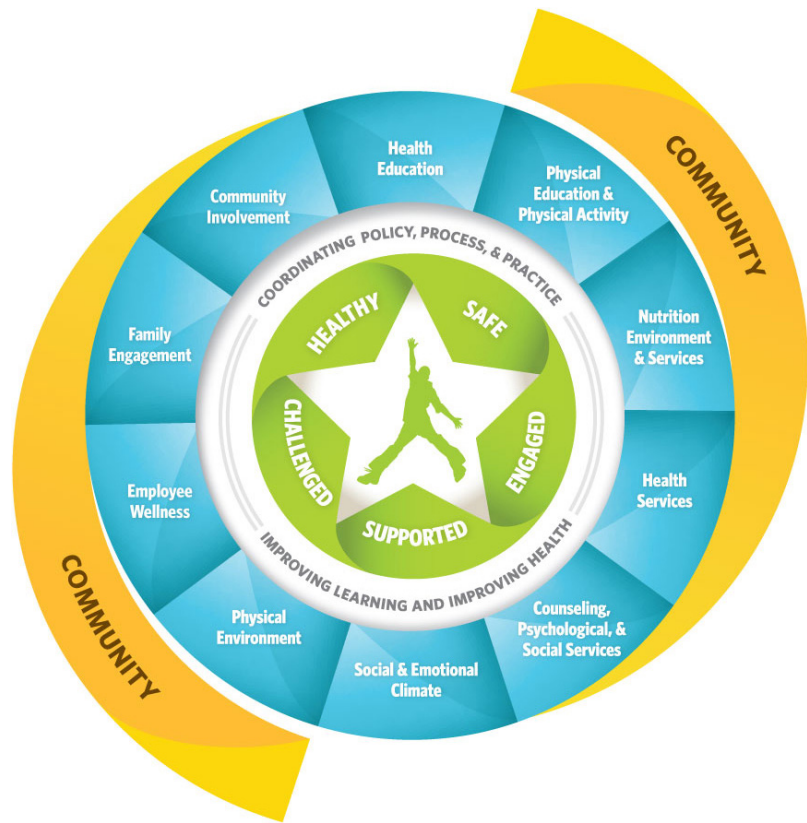 COMMUNITY
Health
Education
Physical
Education &
Physical Activity
Nutrition
Environment
& Services
Health
Services
Counseling,
Psychological, &
Social Services
Social & Emotional
Climate
Physical
Environment
Employee
Wellness
Family
Engagement
Community
Involvement
COORDINATING POLICY, PROCESS, & PRACTICE
IMPROVING LEARNING AND IMPROVING HEALTH
HEALTHY
SAFE
ENGAGED
SUPPORTED
CHALLENGED
COMMUNITY